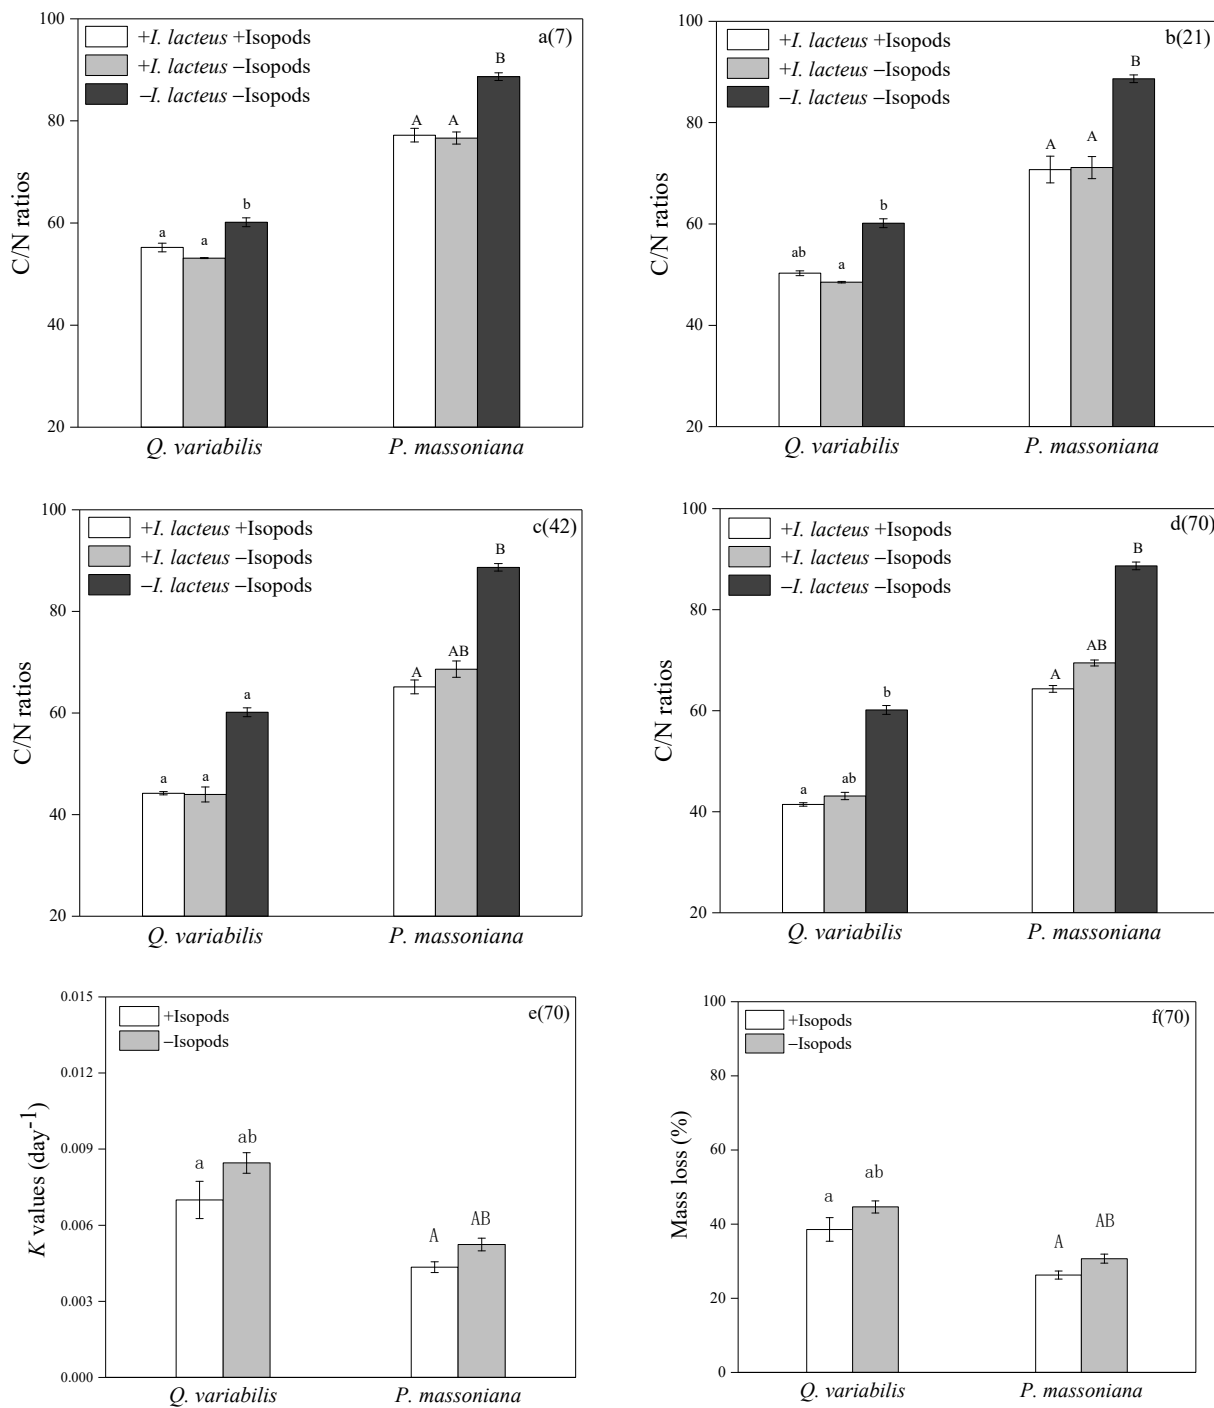 100
80
60
40
20
C/N ratios
+I. lacteus +Isopods
+I. lacteus −Isopods
−I. lacteus −Isopods
a(7)
a
a
b
A
A
B
Q. variabilis
P. massoniana
100
80
60
40
20
C/N ratios
+I. lacteus +Isopods
+I. lacteus −Isopods
−I. lacteus −Isopods
b(21)
ab
a
b
A
A
B
Q. variabilis
P. massoniana
100
80
60
40
20
C/N ratios
+I. lacteus +Isopods
+I. lacteus −Isopods
−I. lacteus −Isopods
c(42)
a
a
a
A
AB
B
Q. variabilis
P. massoniana
100
80
60
40
20
C/N ratios
+I. lacteus +Isopods
+I. lacteus −Isopods
−I. lacteus −Isopods
d(70)
a
ab
b
A
AB
B
Q. variabilis
P. massoniana
0.015
0.012
0.009
0.006
0.003
0.000
K values (day-1)
+Isopods
−Isopods
e(70)
a
ab
A
AB
Q. variabilis
P. massoniana
100
80
60
40
20
0
Mass loss (%)
+Isopods
−Isopods
f(70)
a
ab
A
AB
Q. variabilis
P. massoniana